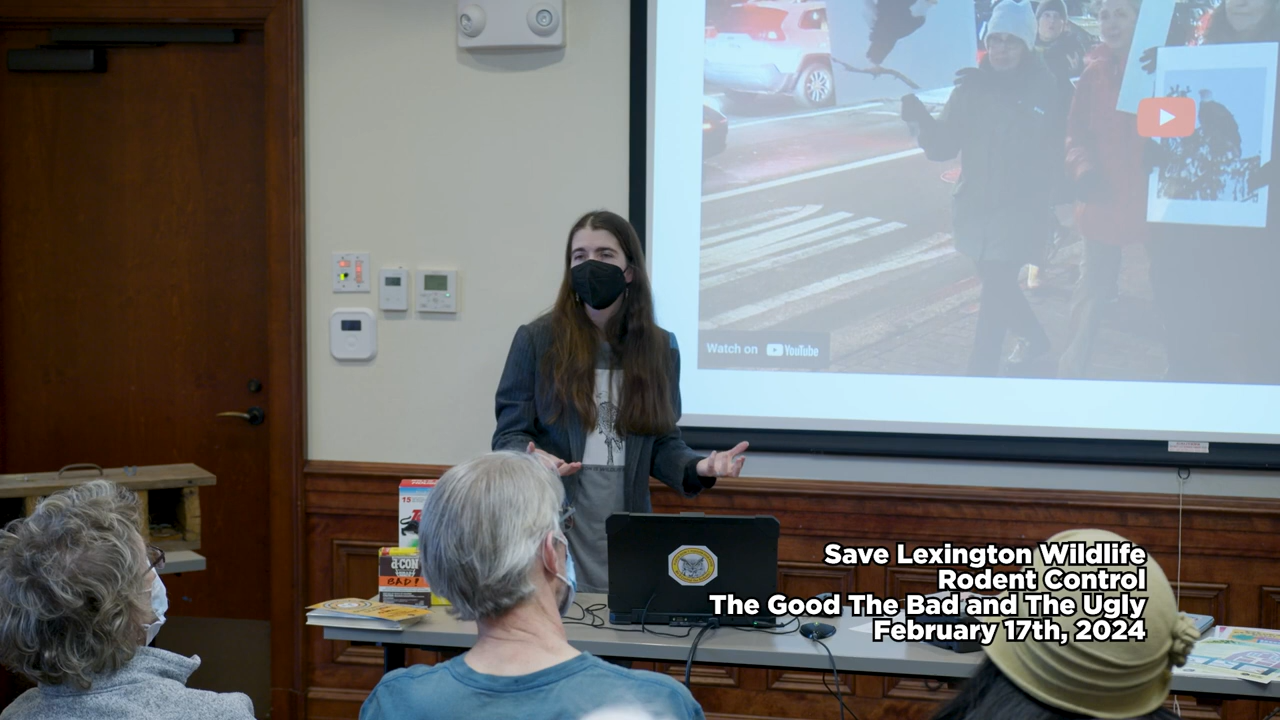 Watch on YouTube
15
d-CON
BAD!
Save Lexington Wildlife
Rodent Control
The Good The Bad and The Ugly
February 17th, 2024